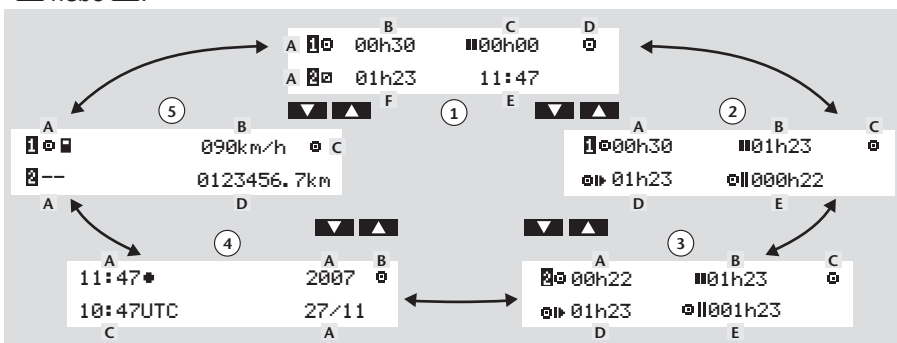 nebo
B C D
A 1 00h30 00h00
A 2 01h23 11:47
F E
1
5
A B
1 090km/h C
2-- 0123456.7km
A D
2
A B C
1 00h30 01h23
01h23 000h22
D E
4
A A B
11:47 2007
10:47UTC 27/11
C A
3
A B C
2 00h22 01h23
01h23 001h23
D E